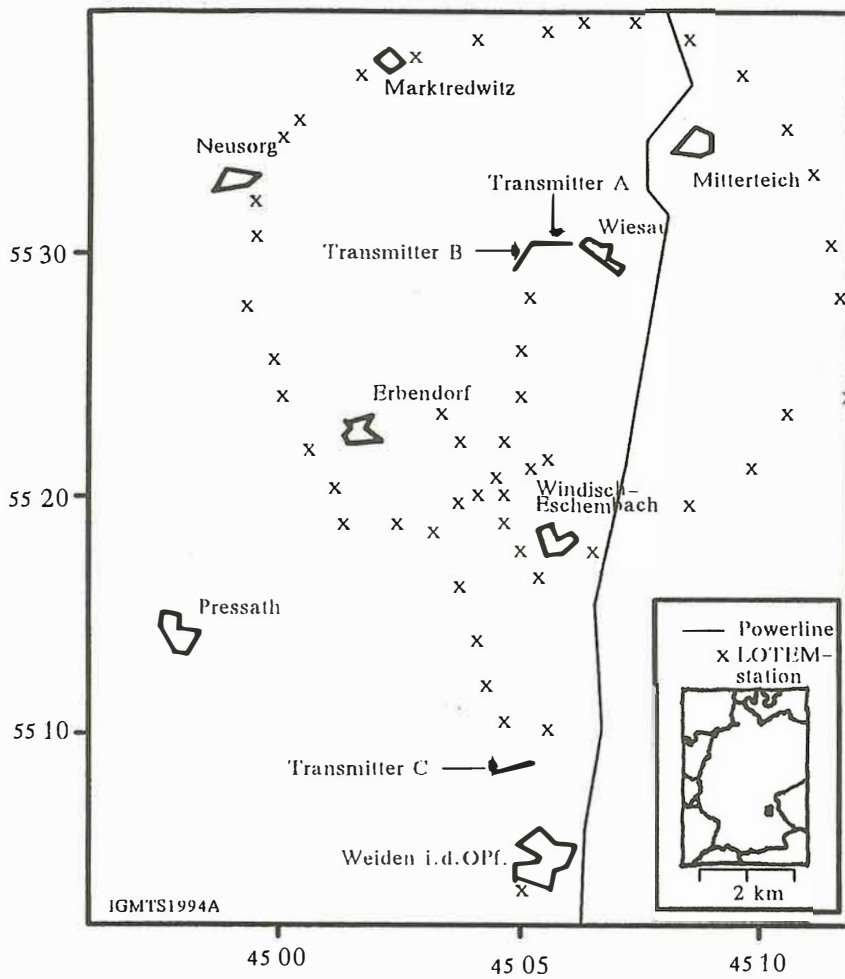 Marktredwitz
Neusorg
Mitterteich
Transmitter A
Wiesau
Transmitter B
55 30
Erbendorf
55 20
Windisch-
Eschembach
Pressath
Powerline
x LOTEM-
station
55 10
Transmitter C
Weiden i.d.OPf.
2 km
IGMTS1994A
45 00
45 05
45 10